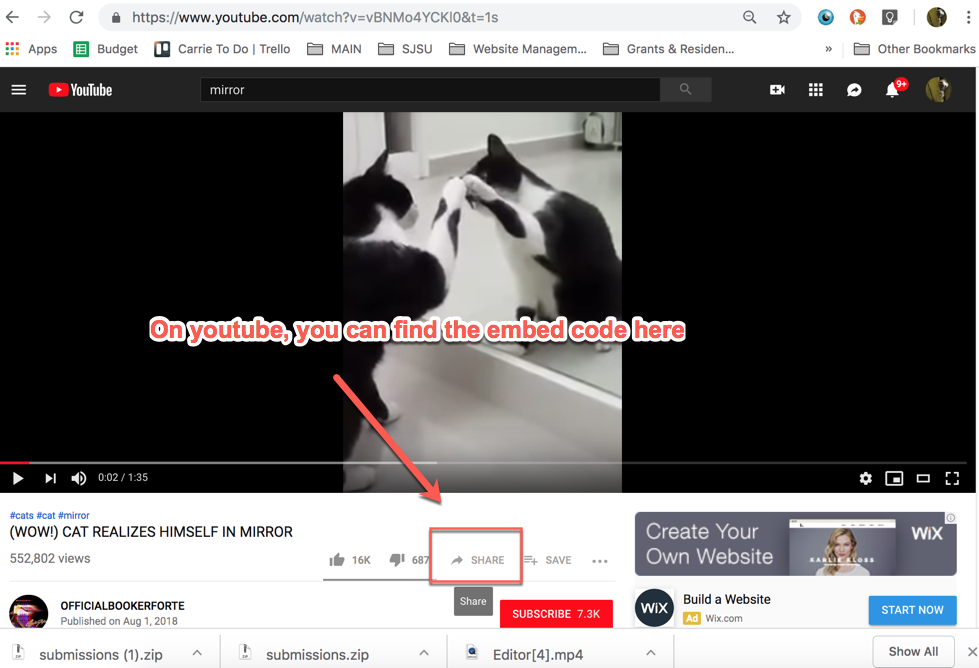 https://www.youtube.com/watch?v=vBNMo4YCKl0&t=1s
Apps Budget Carrie To Do | Trello MAIN SJSU Website Managem... Grants & Residen... » Other Bookmarks
YouTube mirror 9+
On youtube, you can find the embed code here
0:02 / 1:35
#cats #cat #mirror
(WOW!) CAT REALIZES HIMSELF IN MIRROR
552,802 views
16K 687 SHARE SAVE
Share
OFFICIALBOOKERFORTE
Published on Aug 1, 2018
SUBSCRIBE 7.3K
Create Your
Own Website
KARLIE KLOSS
WiX
WiX
Build a Website
Ad Wix.com
START NOW
submissions (1).zip submissions.zip Editor[4].mp4 Show All